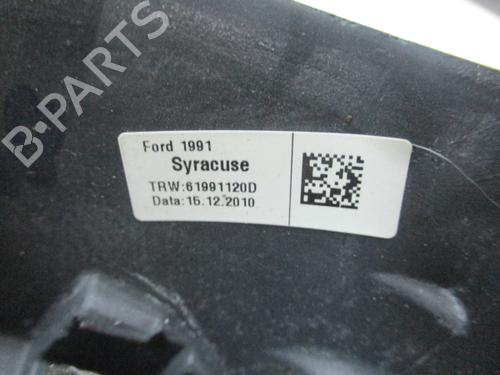 B-PARTS
Ford 1991
Syracuse
TRW:61991120D
Data:15.12.2010